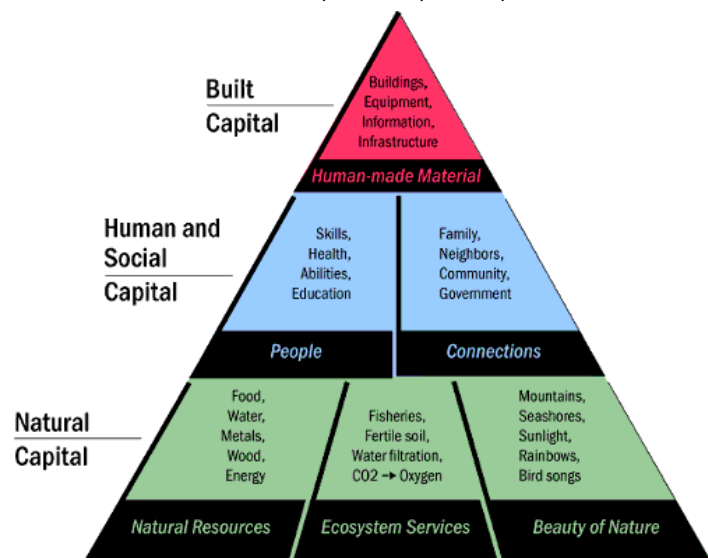 Built
Capital
Buildings,
Equipment,
Information,
Infrastructure
Human-made Material
Human and
Social
Capital
Skills,
Health,
Abilities,
Education
People
Family,
Neighbors,
Community,
Government
Connections
Natural
Capital
Food,
Water,
Metals,
Wood,
Energy
Natural Resources
Fisheries,
Fertile soil,
Water filtration,
CO2 → Oxygen
Ecosystem Services
Mountains,
Seashores,
Sunlight,
Rainbows,
Bird songs
Beauty of Nature